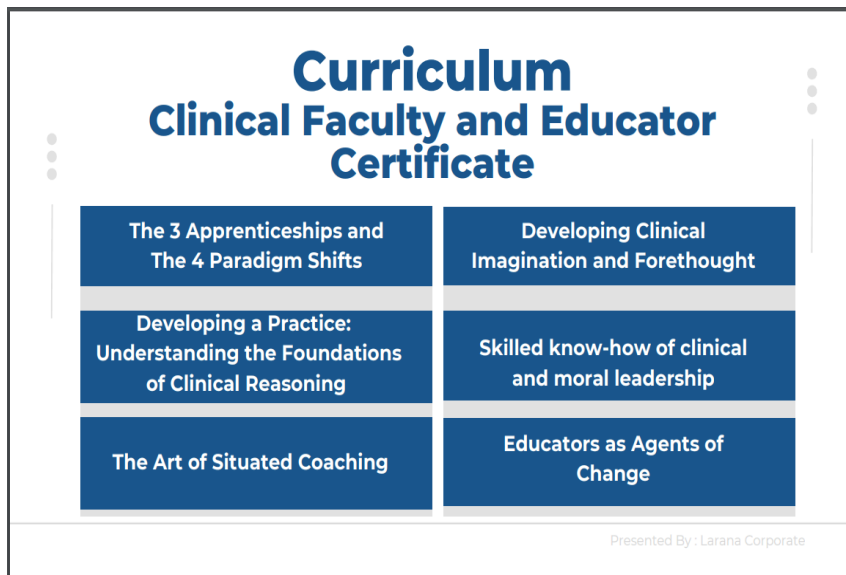 Curriculum
Clinical Faculty and Educator
Certificate
The 3 Apprenticeships and
The 4 Paradigm Shifts
Developing Clinical
Imagination and Forethought
Developing a Practice:
Understanding the Foundations
of Clinical Reasoning
Skilled know-how of clinical
and moral leadership
The Art of Situated Coaching
Educators as Agents of
Change
Presented By : Larana Corporate